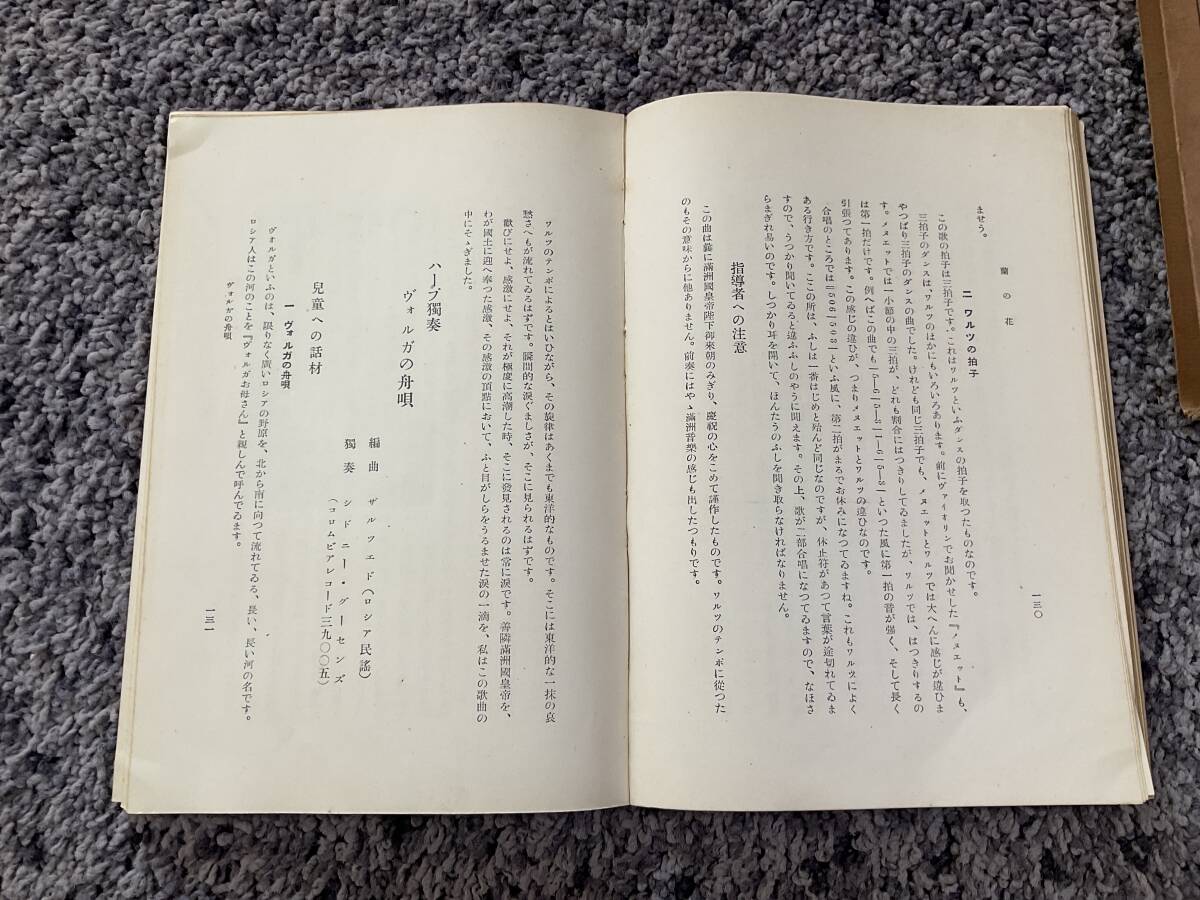 蘭の花
一三〇
ませう。
二 ワルツの拍子
この歌の拍子は三拍子です。これはワルツといふダンスの拍子を取つたものなのです。
三拍子のダンスは、ワルツのほかにもいろいろあります。前にヴァイオリンでお聞かせした『メヌエット』も、
やつぱり三拍子のダンスの曲でした。けれども同じ三拍子でも、メヌエットとワルツでは大へんに感じが違ひま
す。メヌエットでは一小節の中の三拍が、どれも割合にはつきりしてゐましたが、ワルツでは、はつきりするの
は第一拍だけです。例へばこの曲でも といつた風に第一拍の音が強く、そして長く
引張つてあります。この感じの違ひが、つまりメヌエットとワルツの違ひなのです。
合唱のところでは といふ風に、第二拍がまるでお休みになつてゐますね。これもワルツによく
ある行き方です。ここの所は、ふしは一番はじめと殆んど同じなのですが、休止符があつて言葉が途切れてゐま
すので、うつかり聞いてゐると違ふふしのやうに聞えます。その上、歌が二部合唱になつてゐますので、なほさ
らまぎれ易いのです。しつかり耳を開いて、ほんたうのふしを聞き取らなければなりません。
指導者への注意
この曲は曩に滿洲國皇帝陛下御來朝のみぎり、慶祝の心をこめて謹作したものです。ワルツのテンポに從つた
のもその意味からに他ありません。前奏にはやゝ滿洲音樂の感じも出したつもりです。
ワルツのテンポによるとはいひながら、その旋律はあくまでも東洋的なものです。そこには東洋的な一抹の哀
愁さへもが流れてゐるはずです。瞬間的な涙ぐましさが、そこに見られるはずです。
歡びにせよ、感激にせよ、それが極度に高潮した時、そこに發見されるのは常に涙です。善隣滿洲國皇帝を、
わが國土に迎へ奉つた感激、その感激の頂點において、ふと目がしらをうるませた涙の一滴を、私はこの歌曲の
中にそゝぎました。
ハープ獨奏
ヴォルガの舟唄
編曲 ザルツェド(ロシア民謠)
獨奏 シドニー・グーセンズ
(コロムビアレコード三九〇〇五)
兒童への話材
一 ヴォルガの舟唄
ヴォルガといふのは、限りなく廣いロシアの野原を、北から南に向つて流れてゐる、長い、長い河の名です。
ロシア人はこの河のことを『ヴォルガお母さん』と親しんで呼んでゐます。
ヴォルガの舟唄
一三一